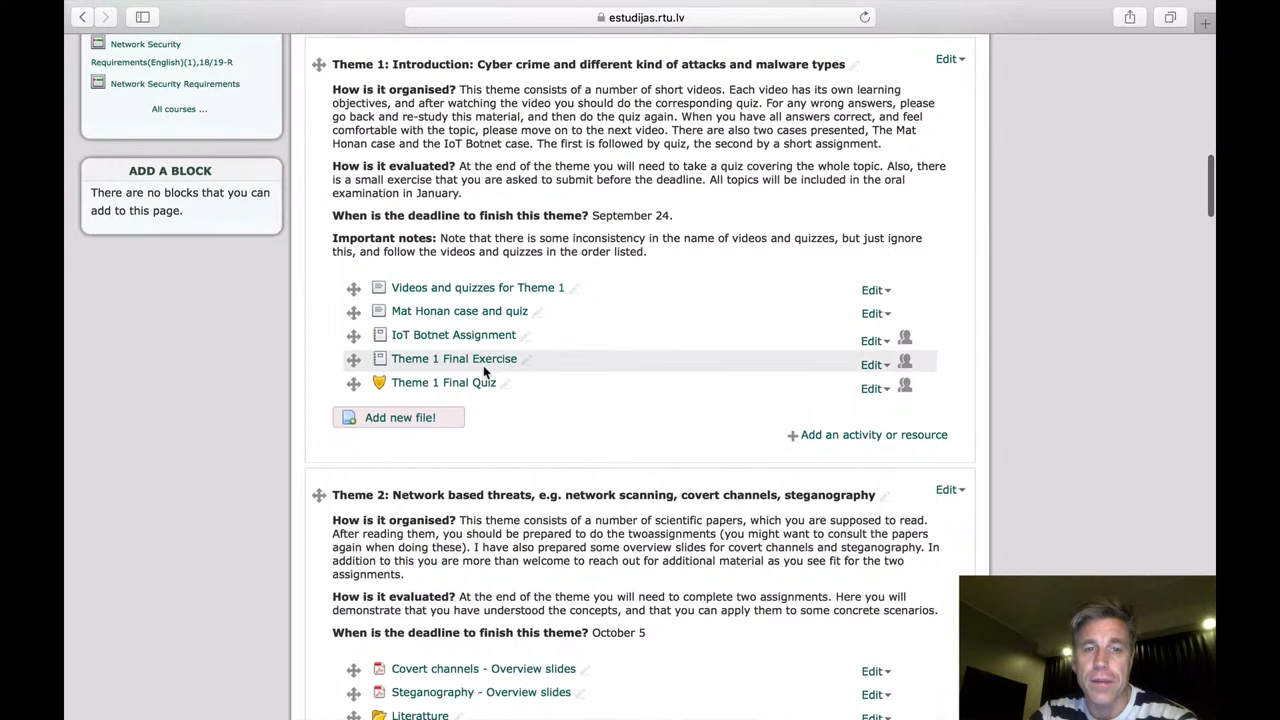 estudijas.rtu.lv
Network Security
Requirements(English)(1),18/19-R
Network Security Requirements
All courses ...
ADD A BLOCK
There are no blocks that you can
add to this page.
Theme 1: Introduction: Cyber crime and different kind of attacks and malware types
Edit
How is it organised? This theme consists of a number of short videos. Each video has its own learning
objectives, and after watching the video you should do the corresponding quiz. For any wrong answers, please
go back and re-study this material, and then do the quiz again. When you have all answers correct, and feel
comfortable with the topic, please move on to the next video. There are also two cases presented, The Mat
Honan case and the IoT Botnet case. The first is followed by quiz, the second by a short assignment.
How is it evaluated? At the end of the theme you will need to take a quiz covering the whole topic. Also, there
is a small exercise that you are asked to submit before the deadline. All topics will be included in the oral
examination in January.
When is the deadline to finish this theme? September 24.
Important notes: Note that there is some inconsistency in the name of videos and quizzes, but just ignore
this, and follow the videos and quizzes in the order listed.
Videos and quizzes for Theme 1
Edit
Mat Honan case and quiz
Edit
IoT Botnet Assignment
Edit
Theme 1 Final Exercise
Edit
Theme 1 Final Quiz
Edit
Add new file!
Add an activity or resource
Theme 2: Network based threats, e.g. network scanning, covert channels, steganography
Edit
How is it organised? This theme consists of a number of scientific papers, which you are supposed to read.
After reading them, you should be prepared to do the twoassignments (you might want to consult the papers
again when doing these). I have also prepared some overview slides for covert channels and steganography. In
addition to this you are more than welcome to reach out for additional material as you see fit for the two
assignments.
How is it evaluated? At the end of the theme you will need to complete two assignments. Here you will
demonstrate that you have understood the concepts, and that you can apply them to some concrete scenarios.
When is the deadline to finish this theme? October 5
Covert channels - Overview slides
Edit
Steganography - Overview slides
Edit
Literatture
Edit